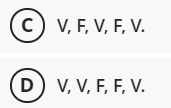 C V, F, V, F, V.
D V, V, F, F, V.